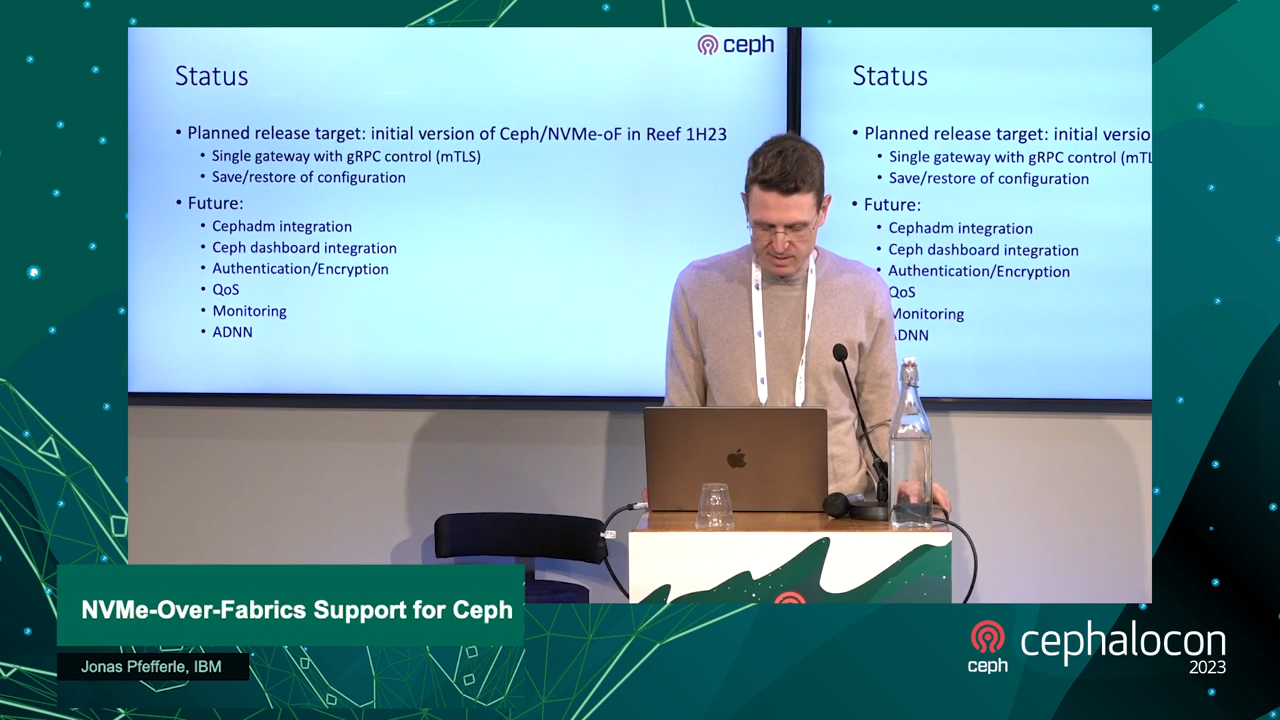 ceph
Status
• Planned release target: initial version of Ceph/NVMe-oF in Reef 1H23
• Single gateway with gRPC control (mTLS)
• Save/restore of configuration
• Future:
• Cephadm integration
• Ceph dashboard integration
• Authentication/Encryption
• QoS
• Monitoring
• ADNN
Status
• Planned release target: initial versio
• Single gateway with gRPC control (mTL
• Save/restore of configuration
• Future:
• Cephadm integration
• Ceph dashboard integration
• Authentication/Encryption
QoS
Monitoring
ADNN
NVMe-Over-Fabrics Support for Ceph
Jonas Pfefferle, IBM
ceph
cephalocon
2023